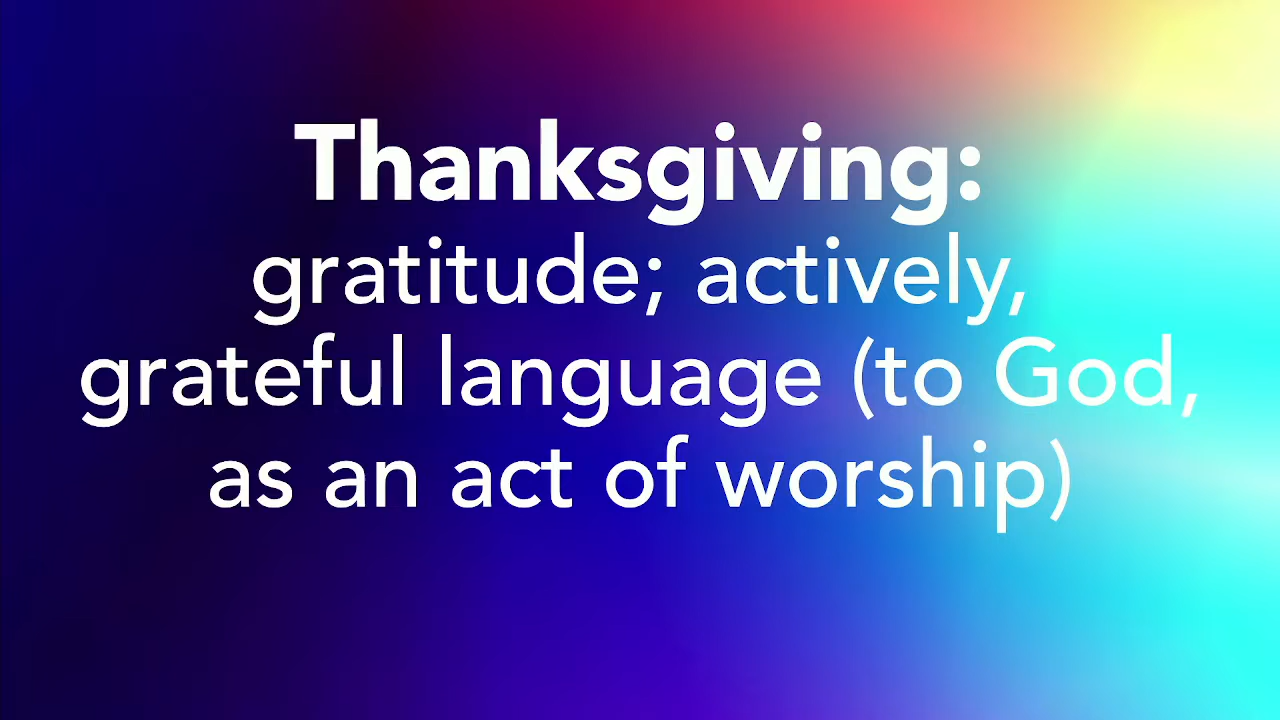 Thanksgiving:
gratitude; actively,
grateful language (to God,
as an act of worship)